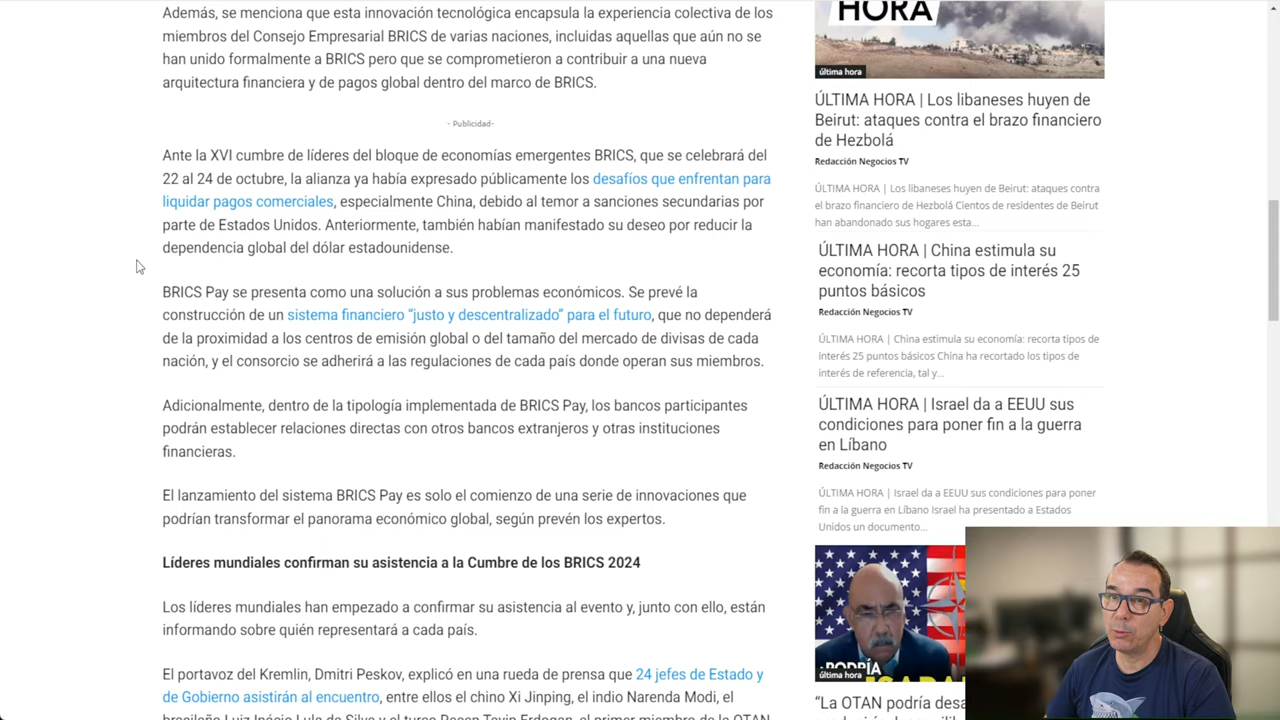 Además, se menciona que esta innovación tecnológica encapsula la experiencia colectiva de los
miembros del Consejo Empresarial BRICS de varias naciones, incluidas aquellas que aún no se
han unido formalmente a BRICS pero que se comprometieron a contribuir a una nueva
arquitectura financiera y de pagos global dentro del marco de BRICS.
- Publicidad-
Ante la XVI cumbre de líderes del bloque de economías emergentes BRICS, que se celebrará del
22 al 24 de octubre, la alianza ya había expresado públicamente los desafíos que enfrentan para
liquidar pagos comerciales, especialmente China, debido al temor a sanciones secundarias por
parte de Estados Unidos. Anteriormente, también habían manifestado su deseo por reducir la
dependencia global del dólar estadounidense.
BRICS Pay se presenta como una solución a sus problemas económicos. Se prevé la
construcción de un sistema financiero “justo y descentralizado” para el futuro, que no dependerá
de la proximidad a los centros de emisión global o del tamaño del mercado de divisas de cada
nación, y el consorcio se adherirá a las regulaciones de cada país donde operan sus miembros.
Adicionalmente, dentro de la tipología implementada de BRICS Pay, los bancos participantes
podrán establecer relaciones directas con otros bancos extranjeros y otras instituciones
financieras.
El lanzamiento del sistema BRICS Pay es solo el comienzo de una serie de innovaciones que
podrían transformar el panorama económico global, según prevén los expertos.
Líderes mundiales confirman su asistencia a la Cumbre de los BRICS 2024
Los líderes mundiales han empezado a confirmar su asistencia al evento y, junto con ello, están
informando sobre quién representará a cada país.
El portavoz del Kremlin, Dmitri Peskov, explicó en una rueda de prensa que 24 jefes de Estado y
de Gobierno asistirán al encuentro, entre ellos el chino Xi Jinping, el indio Narenda Modi, el
brasileño Luiz Inácio Lula da Silva y el turco Recep Tayip Erdogan, el primer miembro de la OTAN
HORA
última hora
ÚLTIMA HORA | Los libaneses huyen de
Beirut: ataques contra el brazo financiero
de Hezbolá
Redacción Negocios TV
ÚLTIMA HORA | Los libaneses huyen de Beirut: ataques contra
el brazo financiero de Hezbolá Cientos de residentes de Beirut
han abandonado sus hogares esta...
ÚLTIMA HORA | China estimula su
economía: recorta tipos de interés 25
puntos básicos
Redacción Negocios TV
ÚLTIMA HORA | China estimula su economía: recorta tipos de
interés 25 puntos básicos China ha recortado los tipos de
interés de referencia, tal y...
ÚLTIMA HORA | Israel da a EEUU sus
condiciones para poner fin a la guerra
en Líbano
Redacción Negocios TV
ÚLTIMA HORA | Israel da a EEUU sus condiciones para poner
fin a la guerra en Líbano Israel ha presentado a Estados
Unidos un documento...
última hora
“La OTAN podría